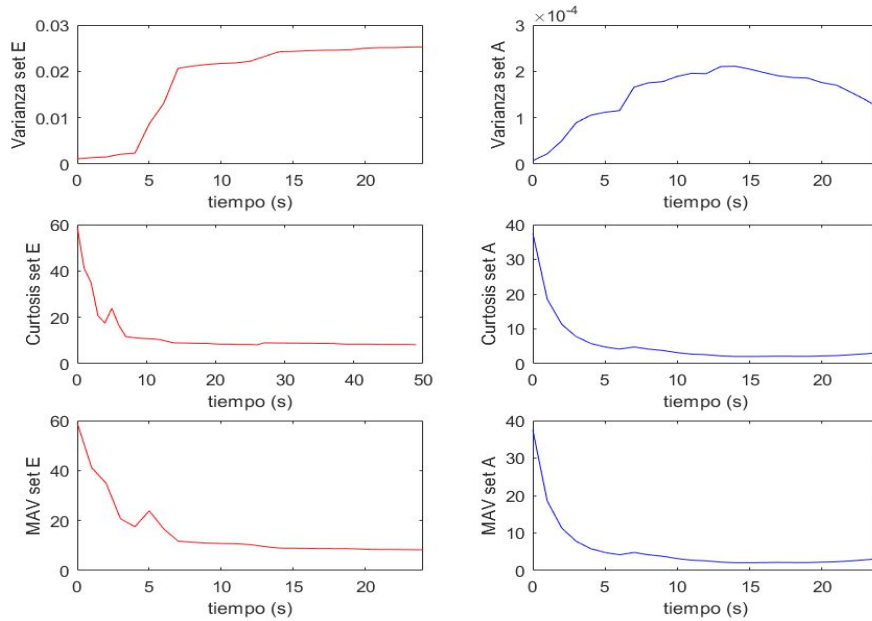 0.03
0.02
0.01
0
Varianza set E
0 5 10 15 20
tiempo (s)
×10-4
3
2
1
0
Varianza set A
0 5 10 15 20
tiempo (s)
60
40
20
0
Curtosis set E
0 10 20 30 40 50
tiempo (s)
40
30
20
10
0
Curtosis set A
0 5 10 15 20
tiempo (s)
60
40
20
0
MAV set E
0 5 10 15 20
tiempo (s)
40
30
20
10
0
MAV set A
0 5 10 15 20
tiempo (s)